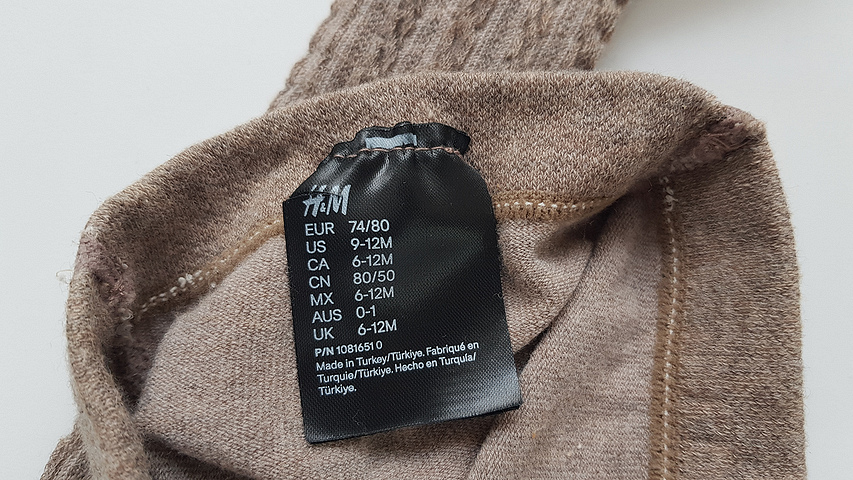 H&M
EUR 74/80
US 9-12M
CA 6-12M
CN 80/50
MX 6-12M
AUS 0-1
UK 6-12M
P/N 1081651 0
Made in Turkey/Türkiye. Fabriqué en
Turquie/Türkiye. Hecho en Turquía/
Türkiye.